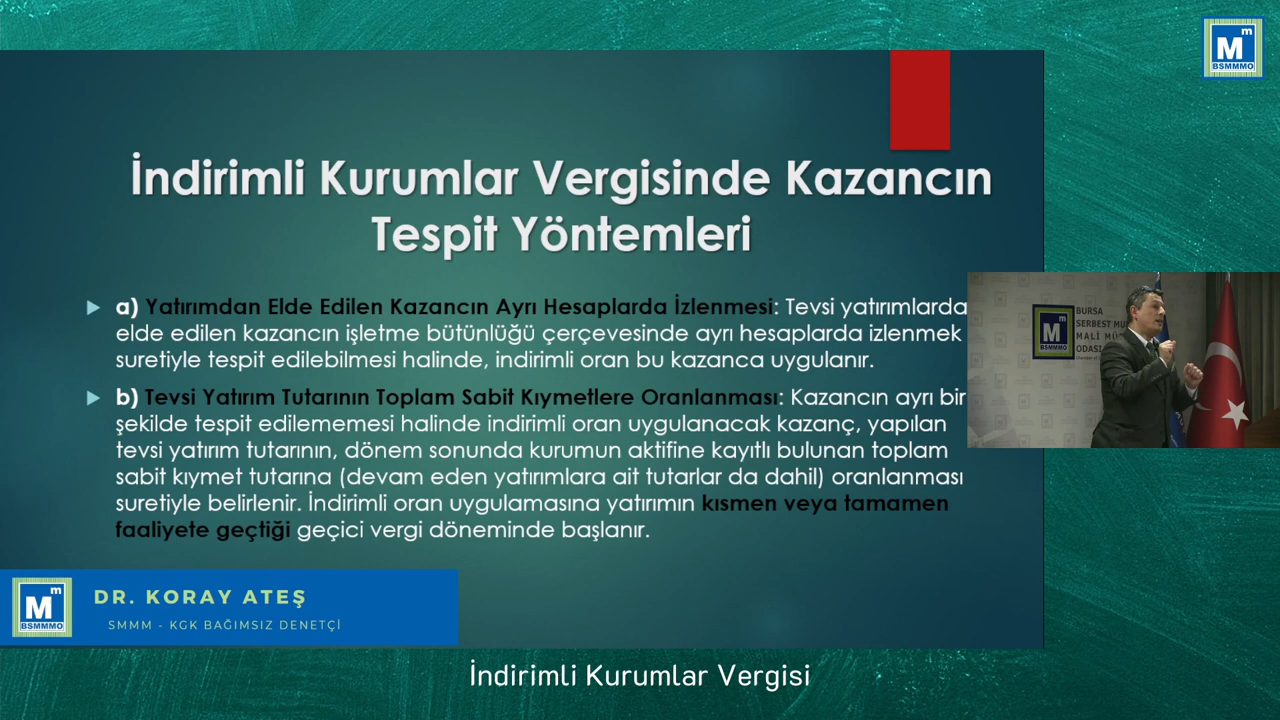 m
M
BSMMMO
İndirimli Kurumlar Vergisinde Kazancın
Tespit Yöntemleri
a) Yatırımdan Elde Edilen Kazancın Ayrı Hesaplarda İzlenmesi: Tevsi yatırımlarda
elde edilen kazancın işletme bütünlüğü çerçevesinde ayrı hesaplarda izlenmek
suretiyle tespit edilebilmesi halinde, indirimli oran bu kazanca uygulanır.
b) Tevsi Yatırım Tutarının Toplam Sabit Kıymetlere Oranlanması: Kazancın ayrı bir
şekilde tespit edilememesi halinde indirimli oran uygulanacak kazanç, yapılan
tevsi yatırım tutarının, dönem sonunda kurumun aktifine kayıtlı bulunan toplam
sabit kıymet tutarına (devam eden yatırımlara ait tutarlar da dahil) oranlanması
suretiyle belirlenir. İndirimli oran uygulamasına yatırımın kısmen veya tamamen
faaliyete geçtiği geçici vergi döneminde başlanır.
M
BSMMMO
BURSA
SERBEST MU
MALİ MÜ
ODASI
m
M
BSMMMO
DR. KORAY ATEŞ
SMMM - KGK BAĞIMSIZ DENETÇİ
İndirimli Kurumlar Vergisi